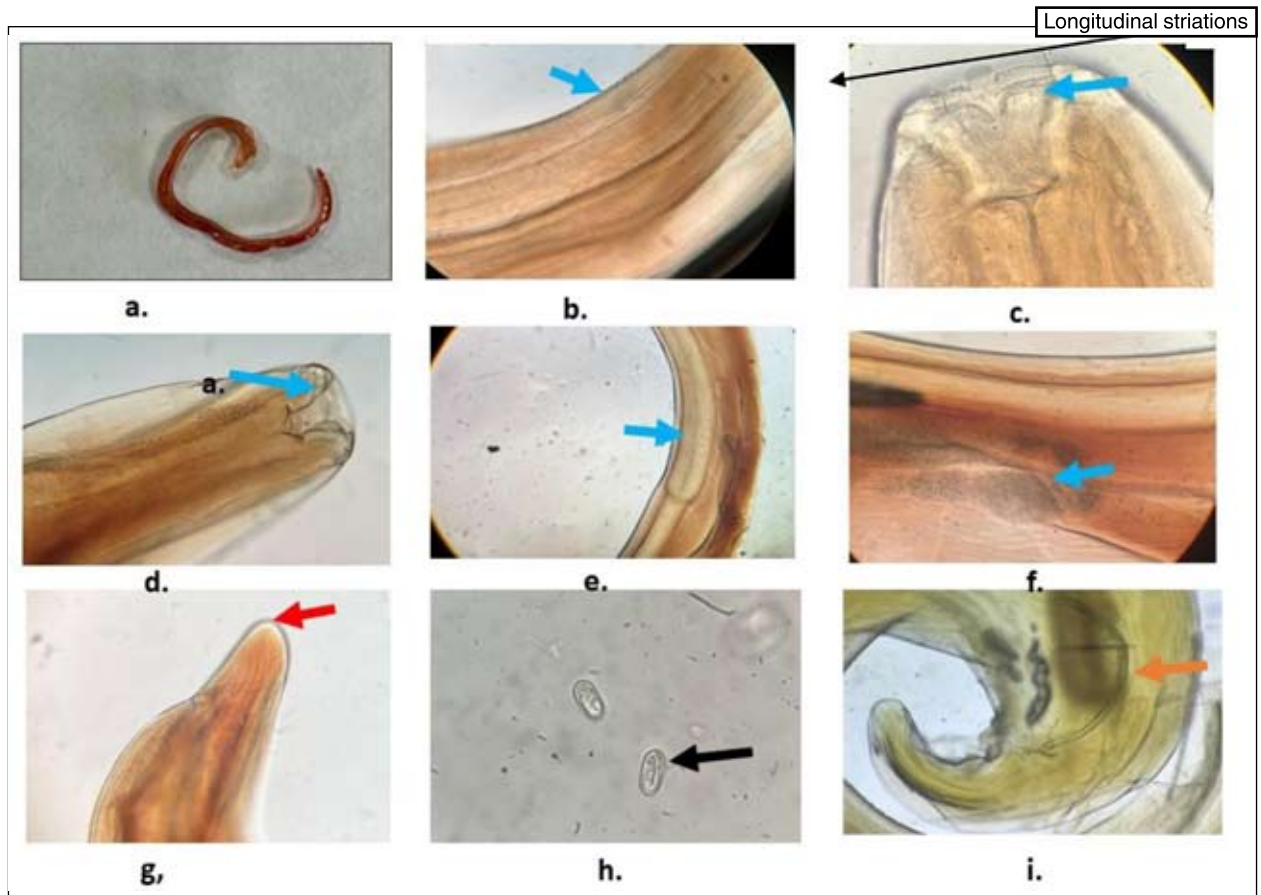 Longitudinal striations
a.
b.
c.
a.
d.
e.
f.
g,
h.
i.